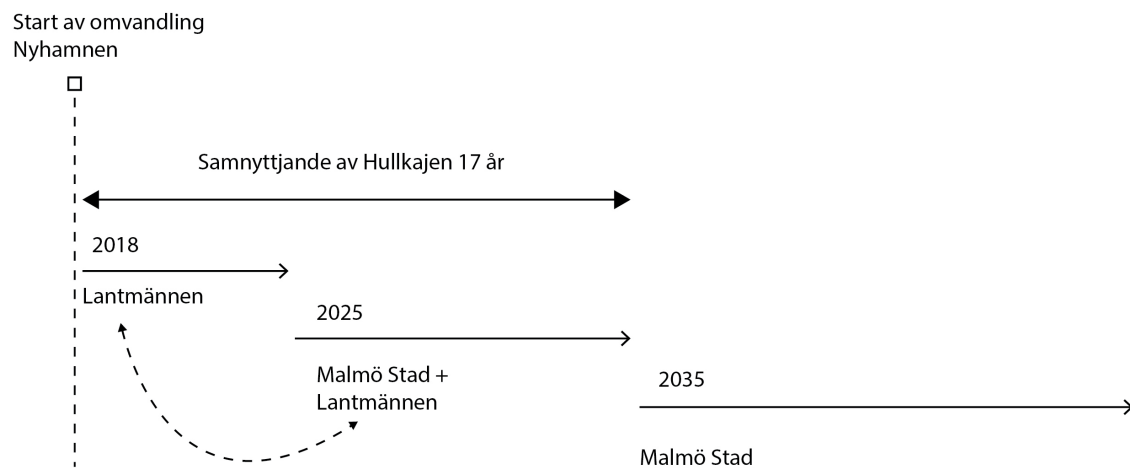 Start av omvandling
Nyhamnen
Samnyttjande av Hullkajen 17 år
2018
Lantmännen
2025
Malmö Stad +
Lantmännen
2035
Malmö Stad